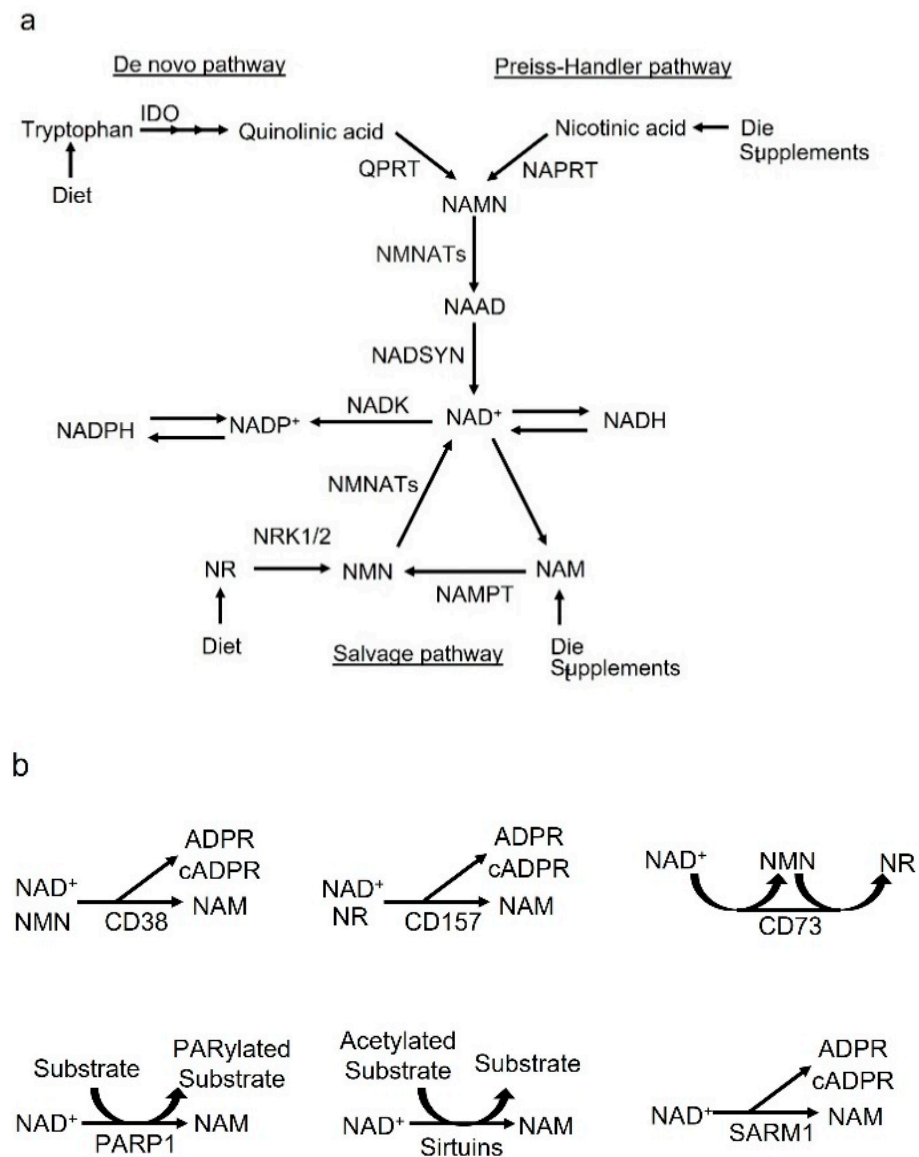 a
De novo pathway
Preiss-Handler pathway
IDO
Tryptophan
Quinolinic acid
Nicotinic acid
Die
Supplements
t
Diet
QPRT
NAPRT
NAMN
NMNATs
NAAD
NADSYN
NADPH
NADP+
NADK
NAD+
NADH
NMNATs
NRK1/2
NR
NMN
NAM
NAMPT
Diet
Die
Supplements
t
Salvage pathway
b
ADPR
cADPR
NAD+
NMN
CD38
NAM
ADPR
cADPR
NAD+
NR
CD157
NAM
NAD+
NMN
NR
CD73
Substrate
PARylated
Substrate
NAD+
PARP1
NAM
Acetylated
Substrate
Substrate
NAD+
Sirtuins
NAM
ADPR
cADPR
NAD+
SARM1
NAM